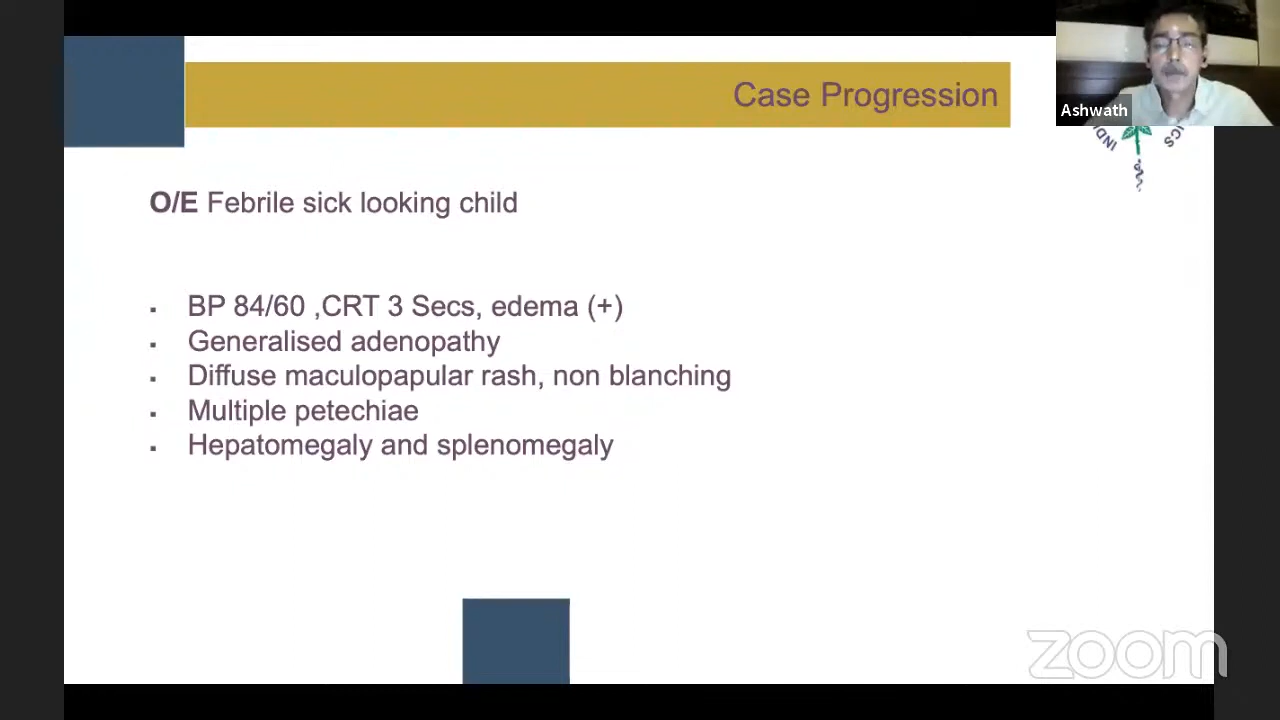 Case Progression
Ashwath
O/E Febrile sick looking child
▪ BP 84/60 ,CRT 3 Secs, edema (+)
▪ Generalised adenopathy
▪ Diffuse maculopapular rash, non blanching
▪ Multiple petechiae
▪ Hepatomegaly and splenomegaly
zoom